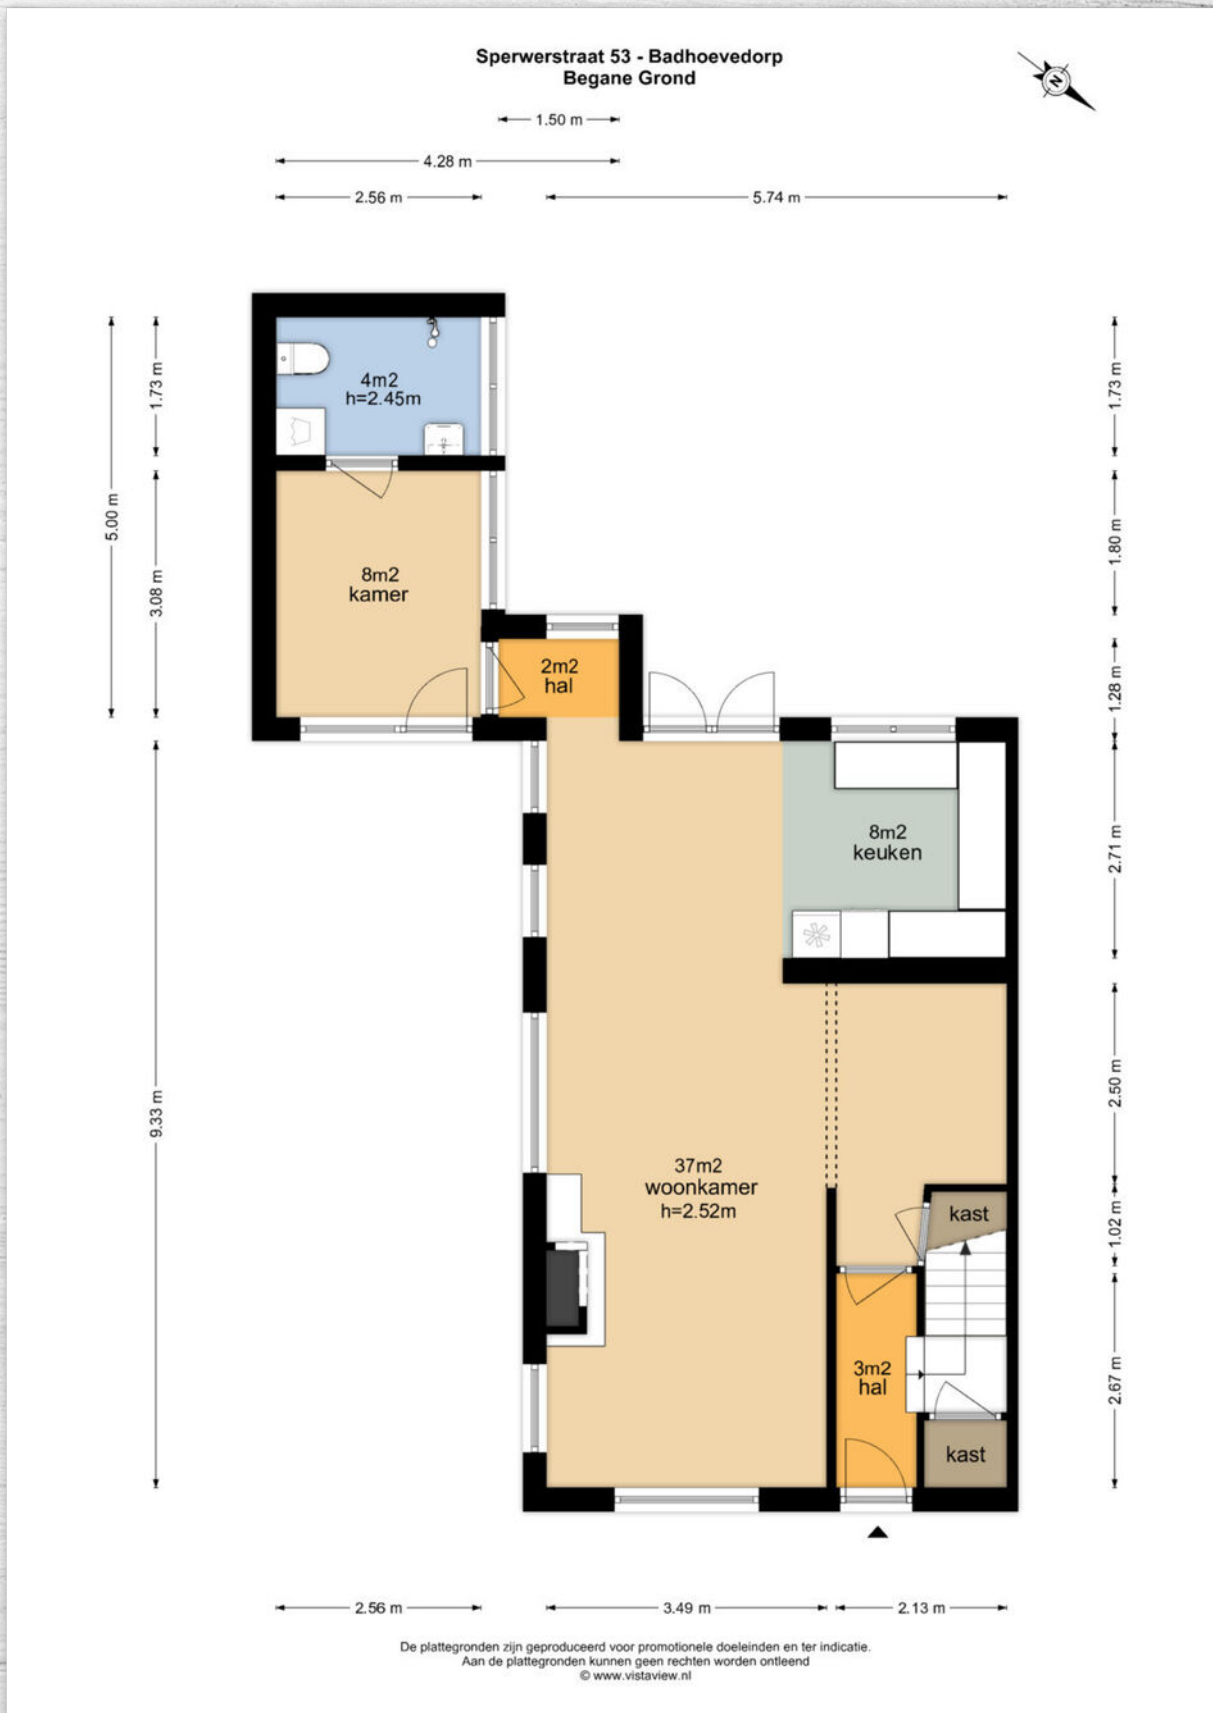 Sperwerstraat 53 - Badhoevedorp
Begane Grond
N
1.50 m
4.28 m
2.56 m
5.74 m
1.73 m
5.00 m
3.08 m
9.33 m
4m2
h=2.45m
8m2
kamer
2m2
hal
8m2
keuken
37m2
woonkamer
h=2.52m
kast
3m2
hal
kast
1.73 m
1.80 m
1.28 m
2.71 m
2.50 m
1.02 m
2.67 m
2.56 m
3.49 m
2.13 m
De plattegronden zijn geproduceerd voor promotionele doeleinden en ter indicatie.
Aan de plattegronden kunnen geen rechten worden ontleend
© www.vistaview.nl